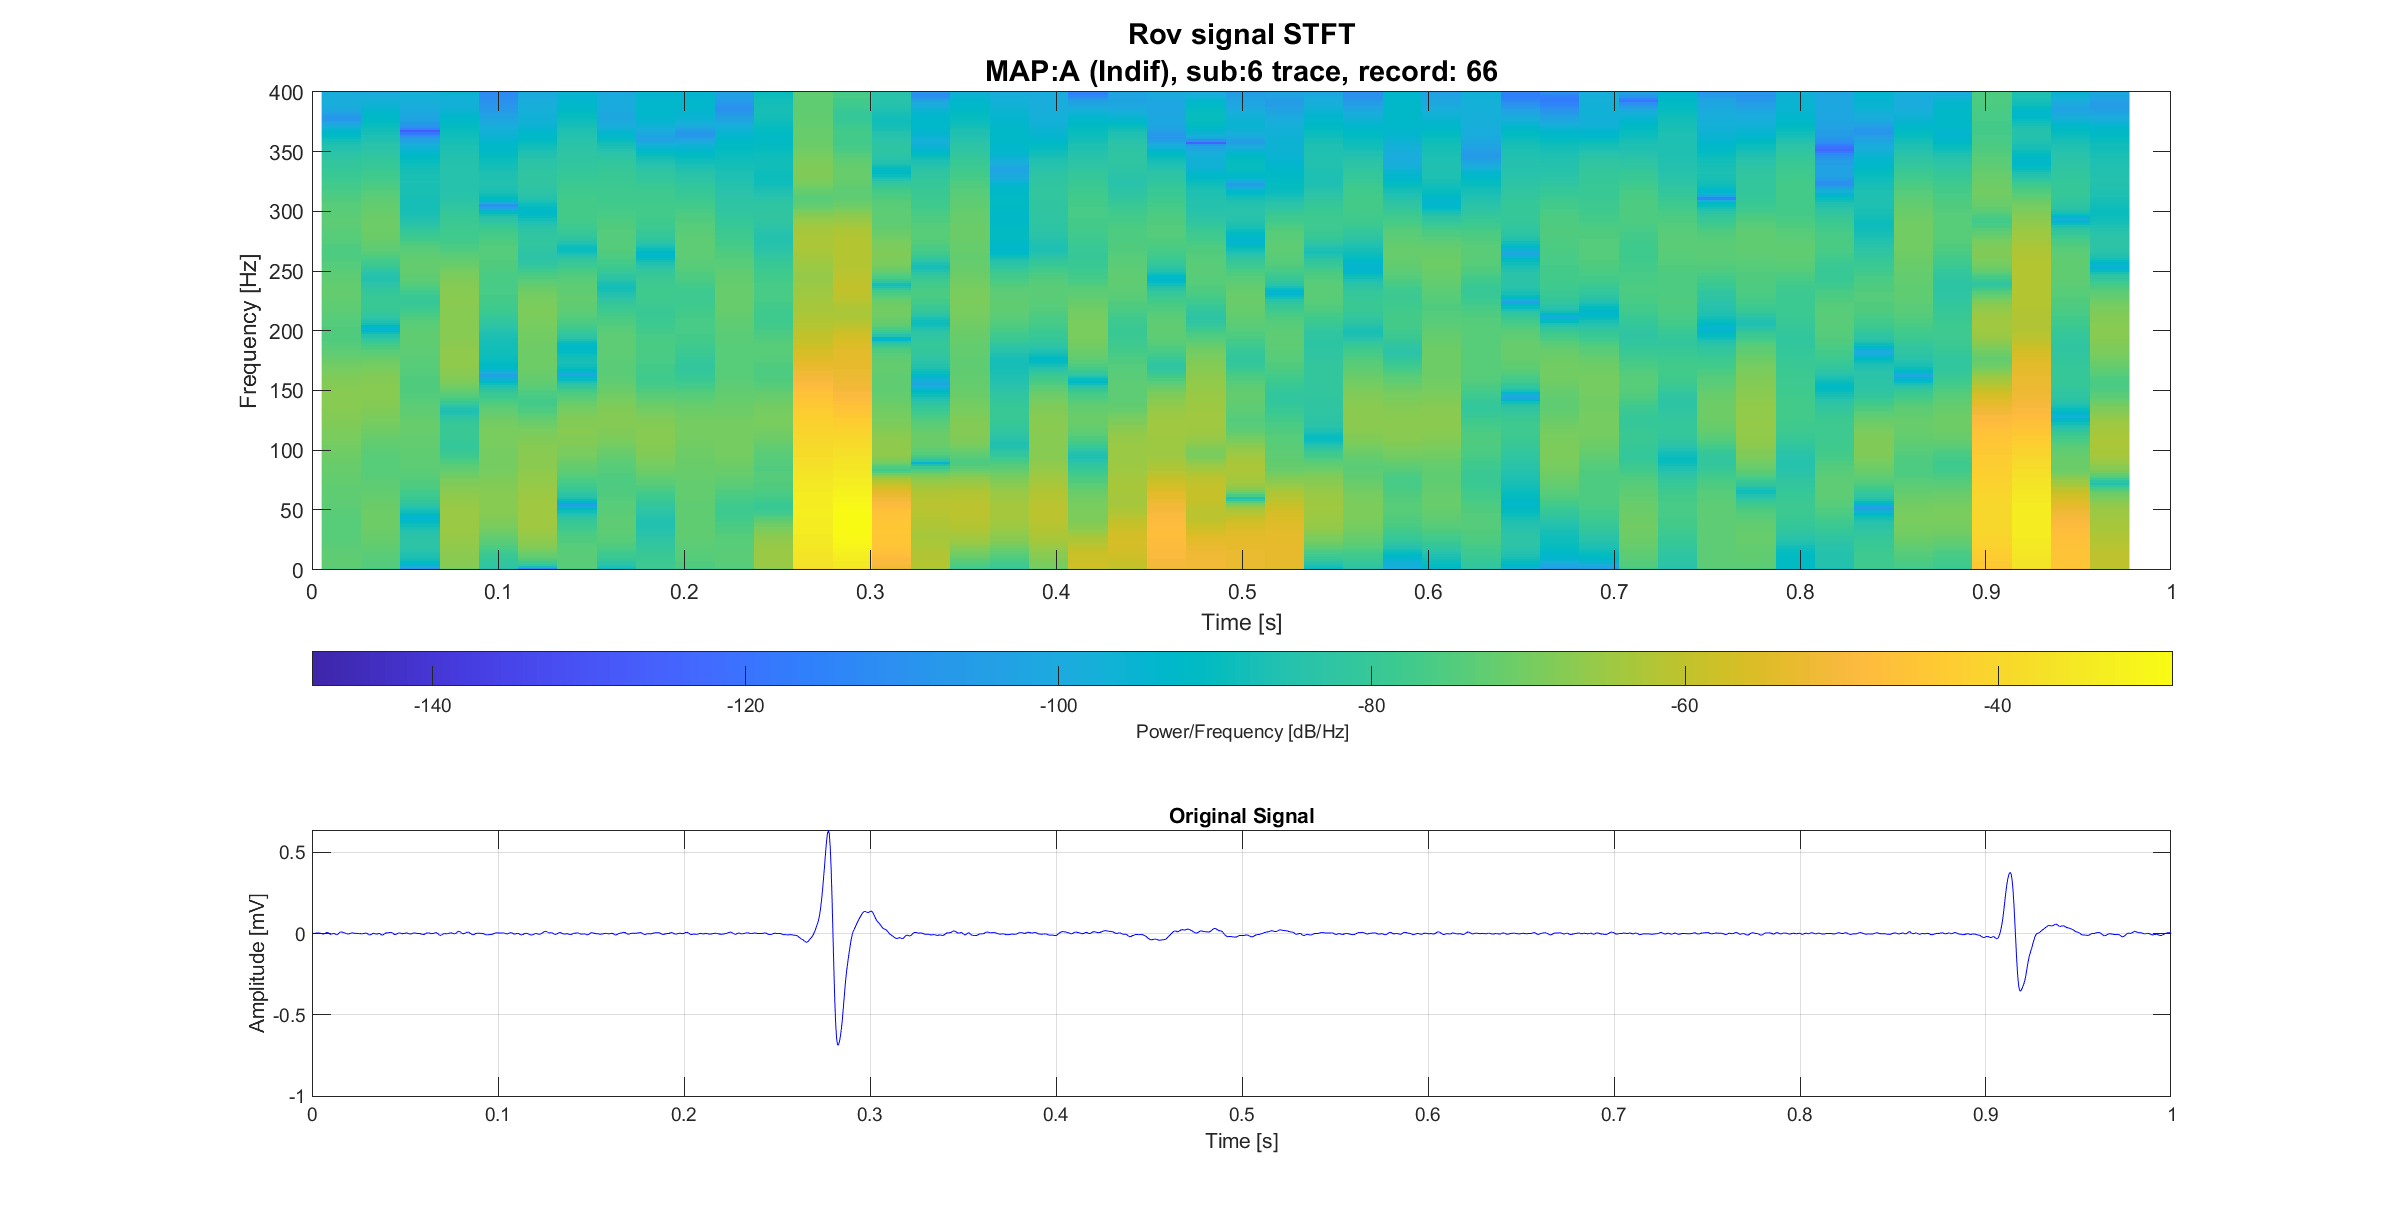 Rov signal STFT
MAP:A (Indif), sub:6 trace, record: 66
400
350
300
250
200
150
100
50
0
Frequency [Hz]
0 0.1 0.2 0.3 0.4 0.5 0.6 0.7 0.8 0.9 1
Time [s]
-140 -120 -100 -80 -60 -40
Power/Frequency [dB/Hz]
Original Signal
0.5
0
-0.5
-1
Amplitude [mV]
0 0.1 0.2 0.3 0.4 0.5 0.6 0.7 0.8 0.9 1
Time [s]